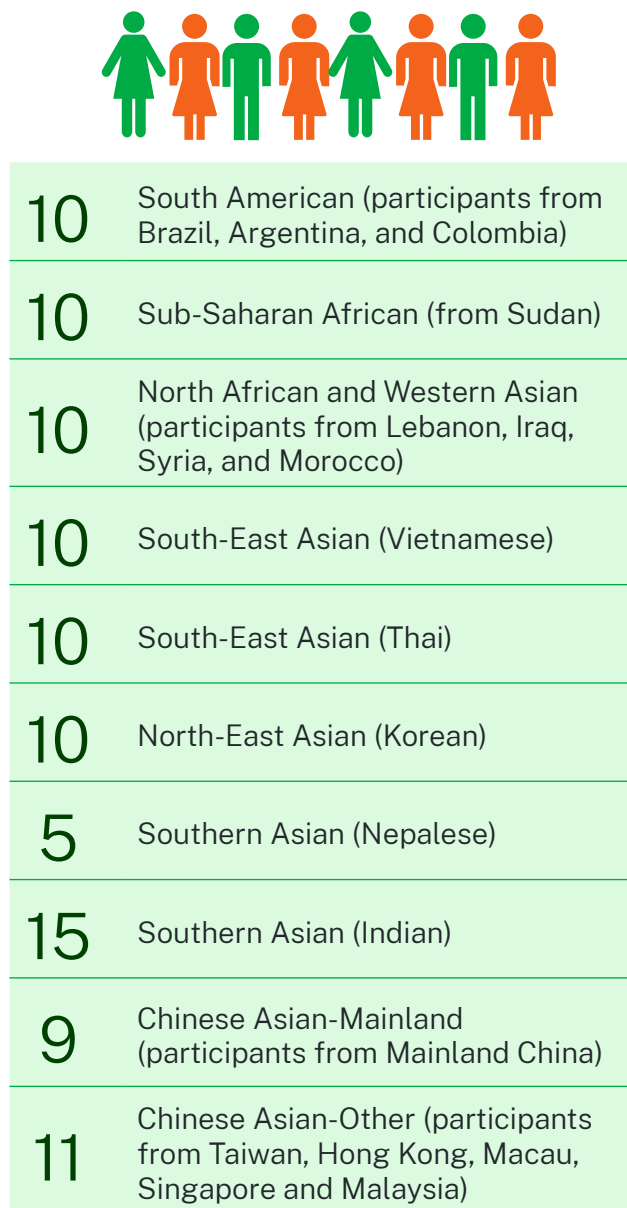 10
South American (participants from
Brazil, Argentina, and Colombia)
10
Sub-Saharan African (from Sudan)
10
North African and Western Asian
(participants from Lebanon, Iraq,
Syria, and Morocco)
10
South-East Asian (Vietnamese)
10
South-East Asian (Thai)
10
North-East Asian (Korean)
5
Southern Asian (Nepalese)
15
Southern Asian (Indian)
9
Chinese Asian-Mainland
(participants from Mainland China)
11
Chinese Asian-Other (participants
from Taiwan, Hong Kong, Macau,
Singapore and Malaysia)